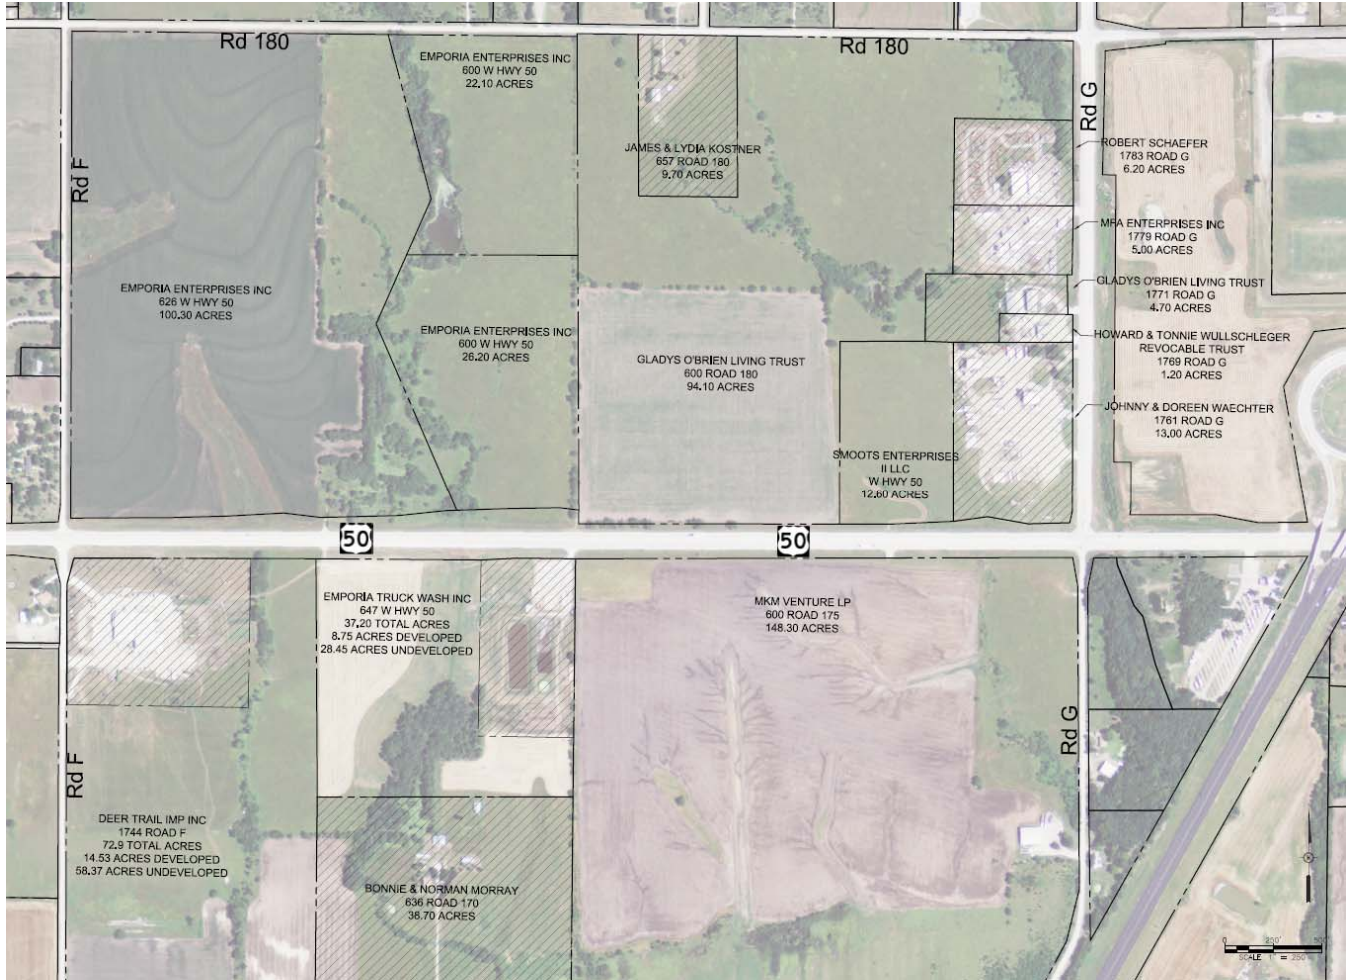 Rd 180
Rd 180
Rd F
Rd G
EMPORIA ENTERPRISES INC
600 W HWY 50
22.10 ACRES
JAMES & LYDIA KOSTNER
657 ROAD 180
9.70 ACRES
ROBERT SCHAEFER
1783 ROAD G
6.20 ACRES
MFA ENTERPRISES INC
1779 ROAD G
5.00 ACRES
GLADYS O'BRIEN LIVING TRUST
1771 ROAD G
4.70 ACRES
EMPORIA ENTERPRISES INC
626 W HWY 50
100.30 ACRES
EMPORIA ENTERPRISES INC
600 W HWY 50
26.20 ACRES
GLADYS O'BRIEN LIVING TRUST
600 ROAD 180
94.10 ACRES
HOWARD & TONNIE WULLSCHLEGER
REVOCABLE TRUST
1769 ROAD G
1.20 ACRES
JOHNNY & DOREEN WAECHTER
1761 ROAD G
13.00 ACRES
SMOOTS ENTERPRISES
II LLC
W HWY 50
12.60 ACRES
50
50
EMPORIA TRUCK WASH INC
647 W HWY 50
37.20 TOTAL ACRES
8.75 ACRES DEVELOPED
28.45 ACRES UNDEVELOPED
MKM VENTURE LP
600 ROAD 175
148.30 ACRES
Rd F
Rd G
DEER TRAIL IMP INC
1744 ROAD F
72.9 TOTAL ACRES
14.53 ACRES DEVELOPED
58.37 ACRES UNDEVELOPED
BONNIE & NORMAN MORRAY
636 ROAD 170
38.70 ACRES
0 250' 500'
SCALE 1" = 250'